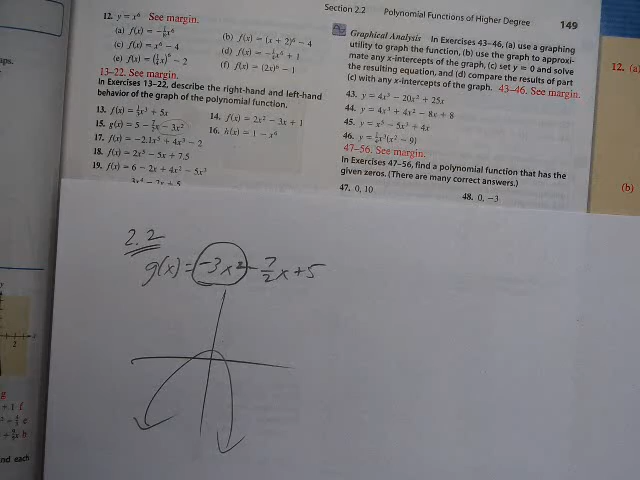 Section 2.2 Polynomial Functions of Higher Degree 149
aps.
12. y = x⁶ See margin.
(a) f(x) = −⅛x⁶ (b) f(x) = (x + 2)⁶ − 4
(c) f(x) = x⁶ − 4 (d) f(x) = −¼x⁶ + 1
(e) f(x) = (¼x)⁶ − 2 (f) f(x) = (2x)⁶ − 1
13–22. See margin.
In Exercises 13–22, describe the right-hand and left-hand
behavior of the graph of the polynomial function.
13. f(x) = ⅓x³ + 5x 14. f(x) = 2x² − 3x + 1
15. g(x) = 5 − 7/2x − 3x² 16. h(x) = 1 − x⁶
17. f(x) = −2.1x⁵ + 4x³ − 2
18. f(x) = 2x⁵ − 5x + 7.5
19. f(x) = 6 − 2x + 4x² − 5x³
Graphical Analysis In Exercises 43–46, (a) use a graphing
utility to graph the function, (b) use the graph to approxi-
mate any x-intercepts of the graph, (c) set y = 0 and solve
the resulting equation, and (d) compare the results of part
(c) with any x-intercepts of the graph. 43–46. See margin.
43. y = 4x³ − 20x² + 25x
44. y = 4x³ + 4x² − 8x + 8
45. y = x⁵ − 5x³ + 4x
46. y = ¼x³(x² − 9)
47–56. See margin.
In Exercises 47–56, find a polynomial function that has the
given zeros. (There are many correct answers.)
47. 0, 10 48. 0, −3
12. (a)
(b)
2.2
g(x) = −3x² − 7/2x + 5
nd each